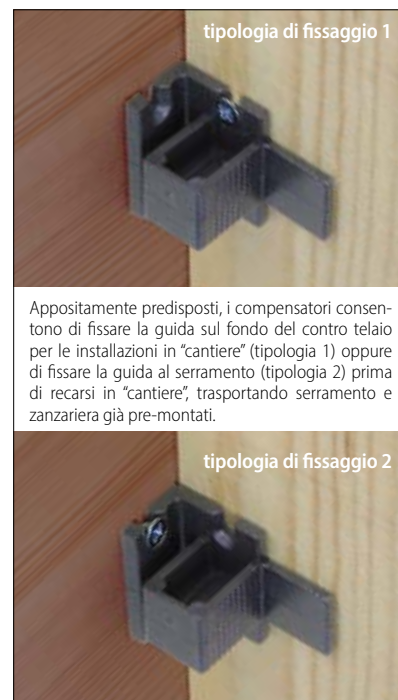 tipologia di fissaggio 1
Appositamente predisposti, i compensatori consen-
tono di fissare la guida sul fondo del contro telaio
per le installazioni in “cantiere” (tipologia 1) oppure
di fissare la guida al serramento (tipologia 2) prima
di recarsi in “cantiere”, trasportando serramento e
zanzariera già pre-montati.
tipologia di fissaggio 2